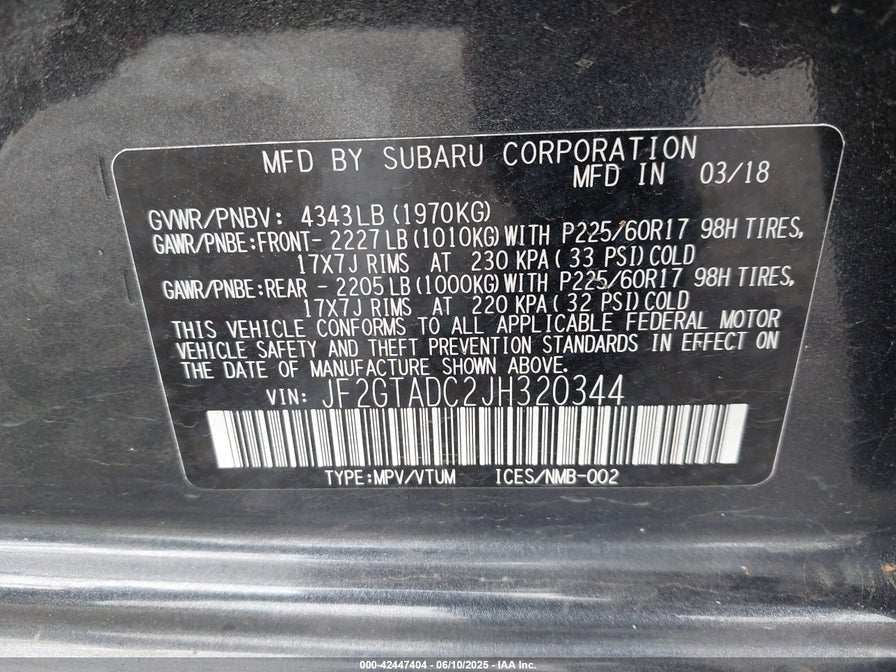 MFD BY SUBARU CORPORATION
MFD IN 03/18
GVWR/PNBV: 4343LB (1970KG)
GAWR/PNBE:FRONT- 2227LB (1010KG) WITH P225/60R17 98H TIRES,
17X7J RIMS AT 230 KPA (33 PSI) COLD
GAWR/PNBE:REAR - 2205LB (1000KG) WITH P225/60R17 98H TIRES,
17X7J RIMS AT 220 KPA (32 PSI) COLD
THIS VEHICLE CONFORMS TO ALL APPLICABLE FEDERAL MOTOR
VEHICLE SAFETY AND THEFT PREVENTION STANDARDS IN EFFECT ON
THE DATE OF MANUFACTURE SHOWN ABOVE.
VIN: JF2GTADC2JH320344
TYPE:MPV/VTUM ICES/NMB-002
000-42447404 - 06/10/2025 - IAA Inc.